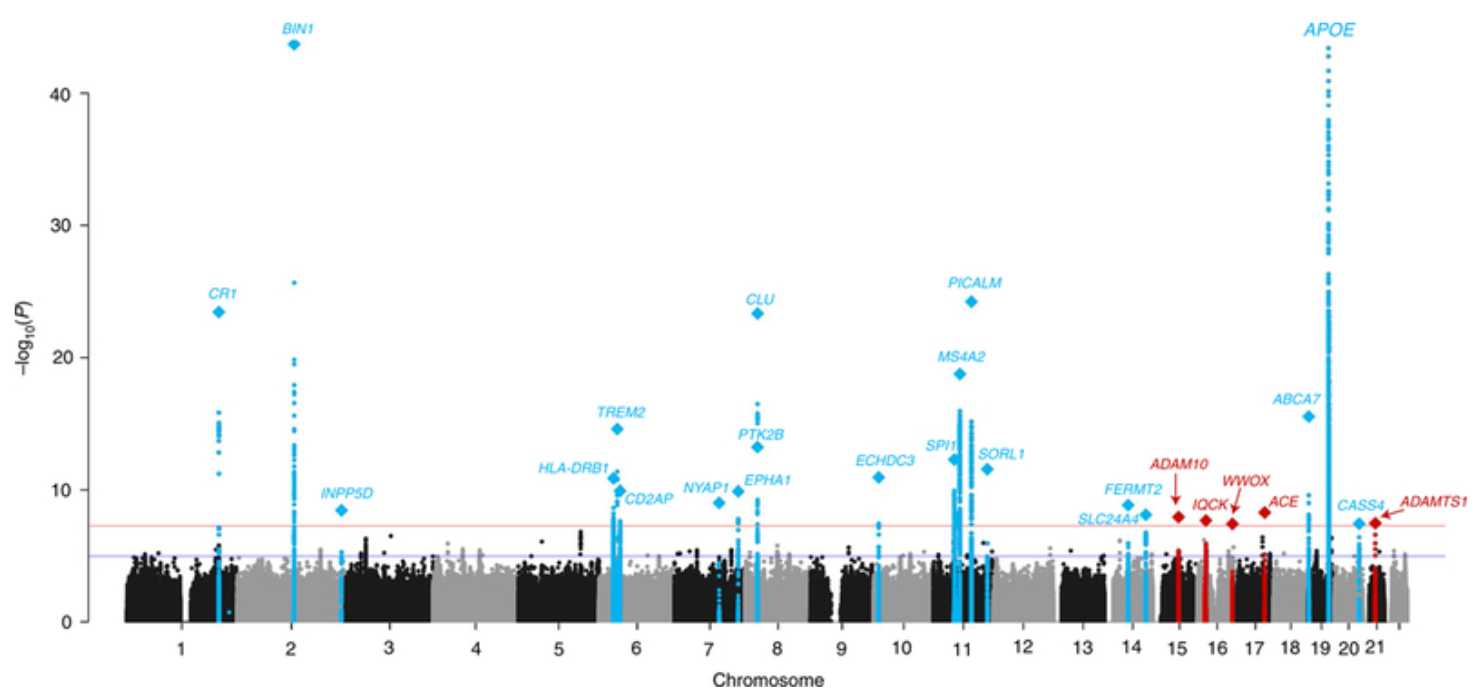 BIN1
APOE
40
30
CR1
CLU
PICALM
–log10(P)
20
MS4A2
ABCA7
TREM2
PTK2B
SPI1
SORL1
HLA-DRB1
ECHDC3
ADAM10
INPP5D
CD2AP
NYAP1
EPHA1
FERMT2
SLC24A4
IQCK
WWOX
ACE
CASS4
ADAMTS1
10
0
1 2 3 4 5 6 7 8 9 10 11 12 13 14 15 16 17 18 19 20 21
Chromosome